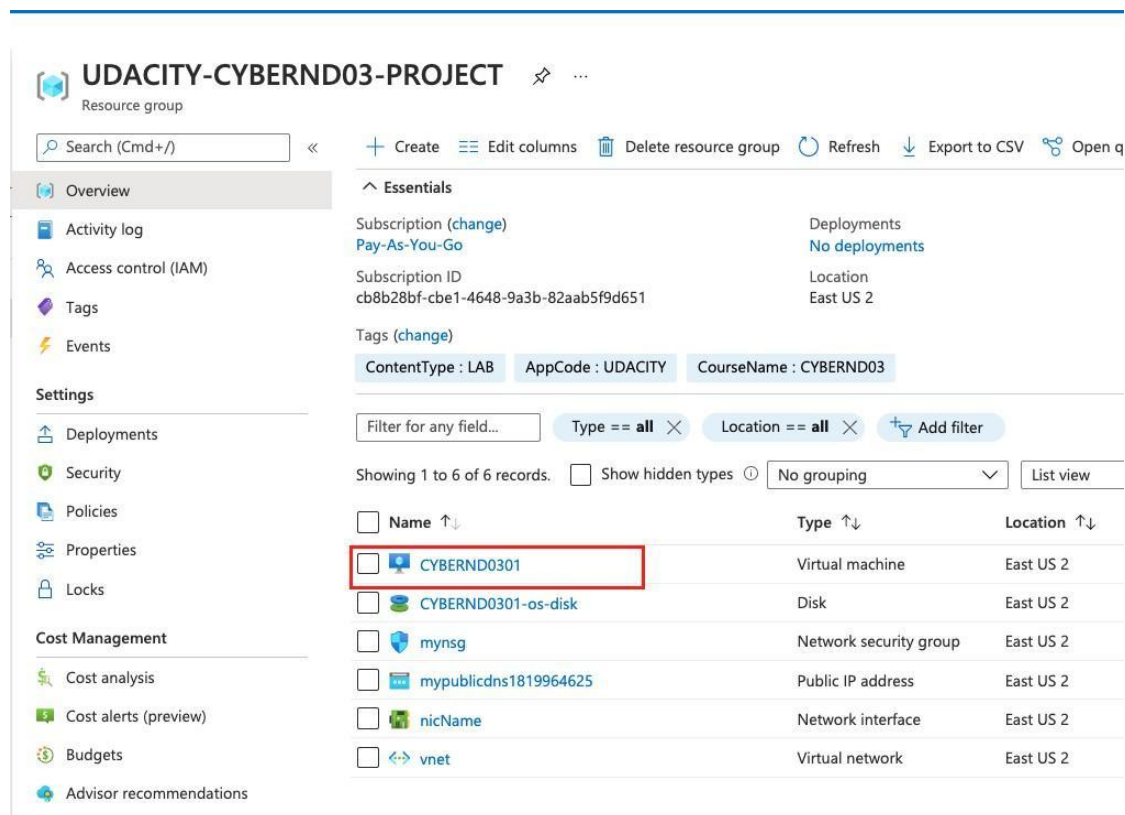 UDACITY-CYBERND03-PROJECT
Resource group
Search (Cmd+/)
Overview
Activity log
Access control (IAM)
Tags
Events
Settings
Deployments
Security
Policies
Properties
Locks
Cost Management
Cost analysis
Cost alerts (preview)
Budgets
Advisor recommendations
Create Edit columns Delete resource group Refresh Export to CSV Open q
Essentials
Subscription (change)
Pay-As-You-Go
Subscription ID
cb8b28bf-cbe1-4648-9a3b-82aab5f9d651
Deployments
No deployments
Location
East US 2
Tags (change)
ContentType : LAB AppCode : UDACITY CourseName : CYBERND03
Filter for any field... Type == all Location == all Add filter
Showing 1 to 6 of 6 records. Show hidden types No grouping List view
Name Type Location
CYBERND0301 Virtual machine East US 2
CYBERND0301-os-disk Disk East US 2
mynsg Network security group East US 2
mypublicdns1819964625 Public IP address East US 2
nicName Network interface East US 2
vnet Virtual network East US 2